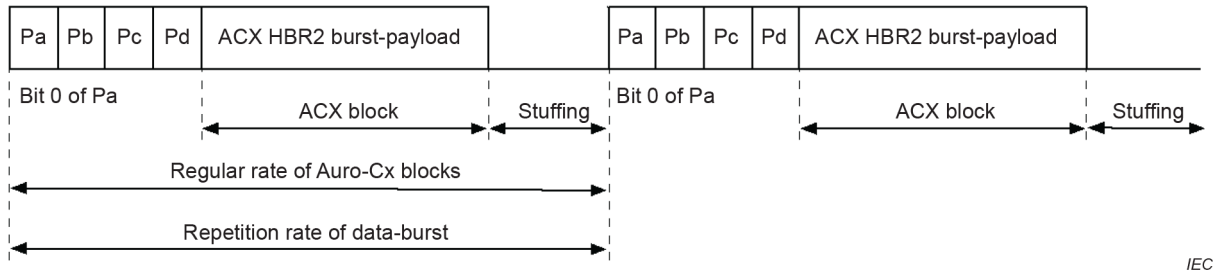 Pa Pb Pc Pd ACX HBR2 burst-payload Pa Pb Pc Pd ACX HBR2 burst-payload
Bit 0 of Pa Bit 0 of Pa
ACX block Stuffing ACX block Stuffing
Regular rate of Auro-Cx blocks
Repetition rate of data-burst
IEC